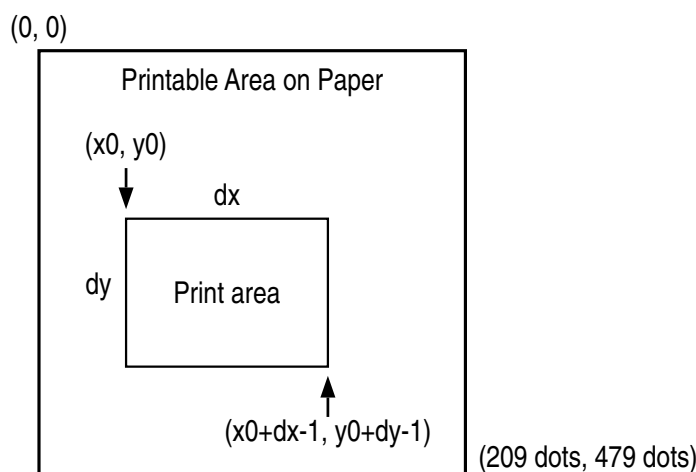 (0, 0)
Printable Area on Paper
(x0, y0)
dx
dy
Print area
(x0+dx-1, y0+dy-1)
(209 dots, 479 dots)